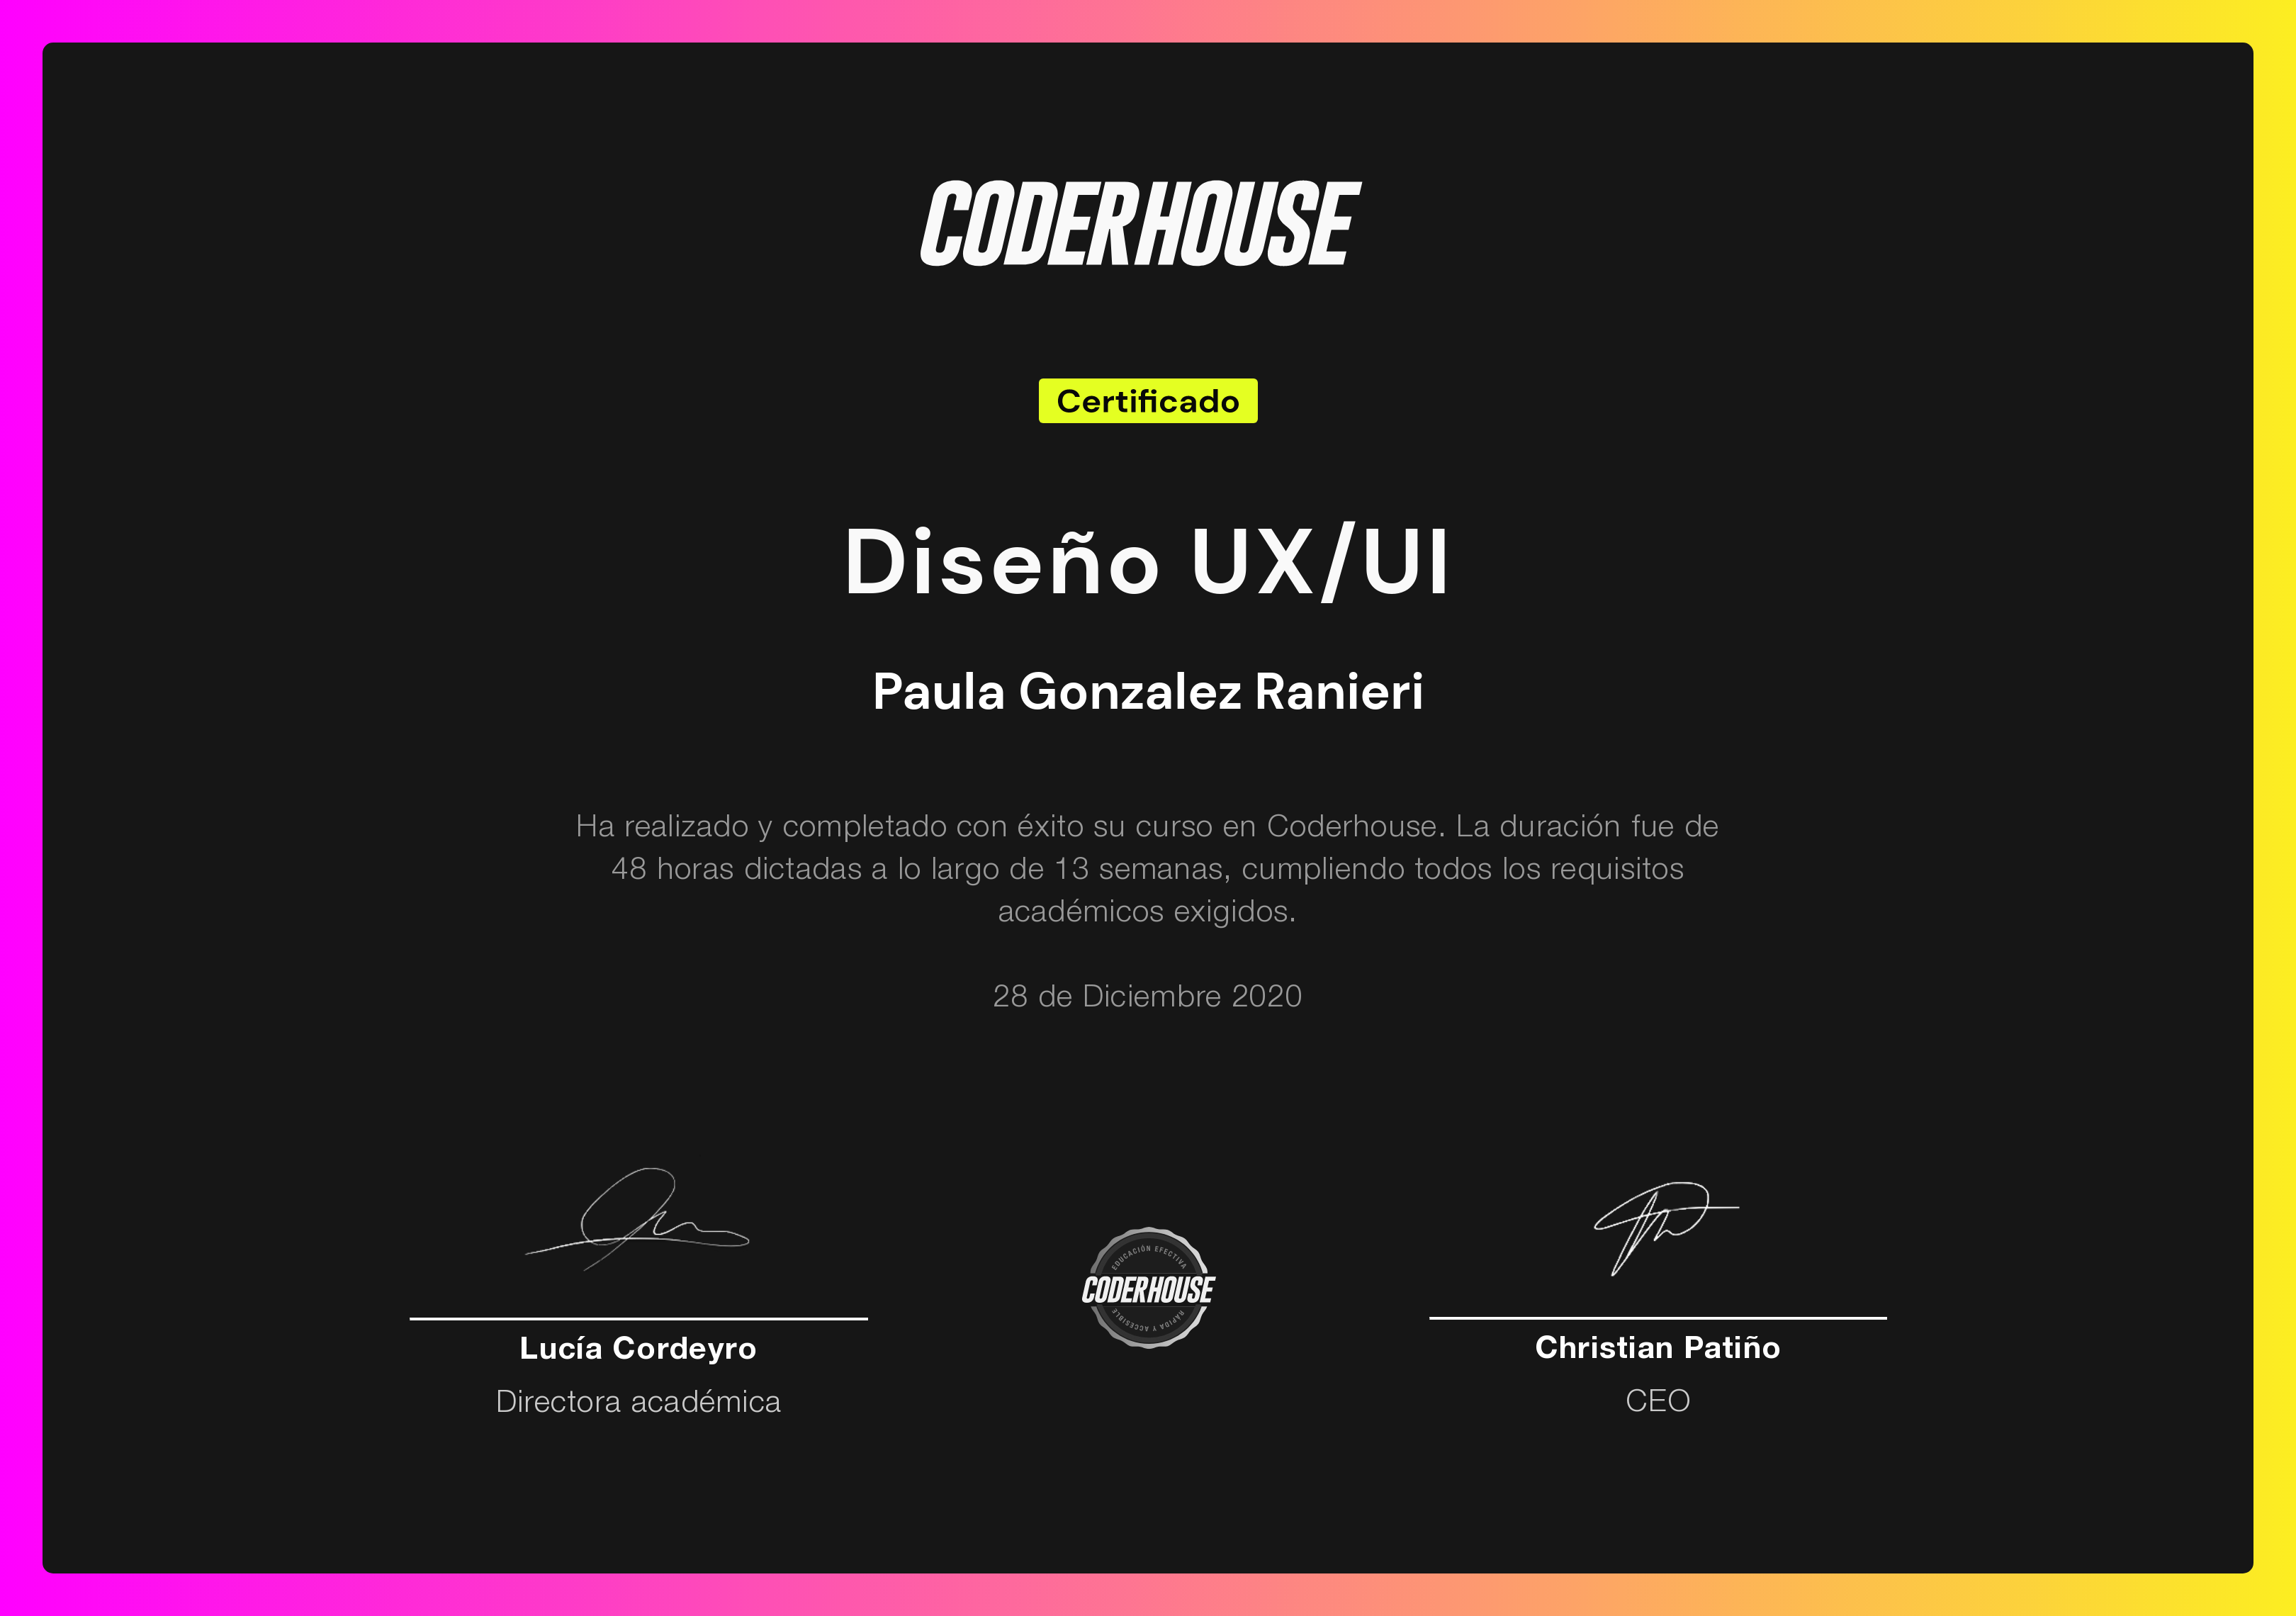 CODERHOUSE
Certificado
Diseño UX/UI
Paula Gonzalez Ranieri
Ha realizado y completado con éxito su curso en Coderhouse. La duración fue de
48 horas dictadas a lo largo de 13 semanas, cumpliendo todos los requisitos
académicos exigidos.
28 de Diciembre 2020
EDUCACIÓN EFECTIVA
CODERHOUSE
RÁPIDA Y ACCESIBLE
Lucía Cordeyro
Directora académica
Christian Patiño
CEO